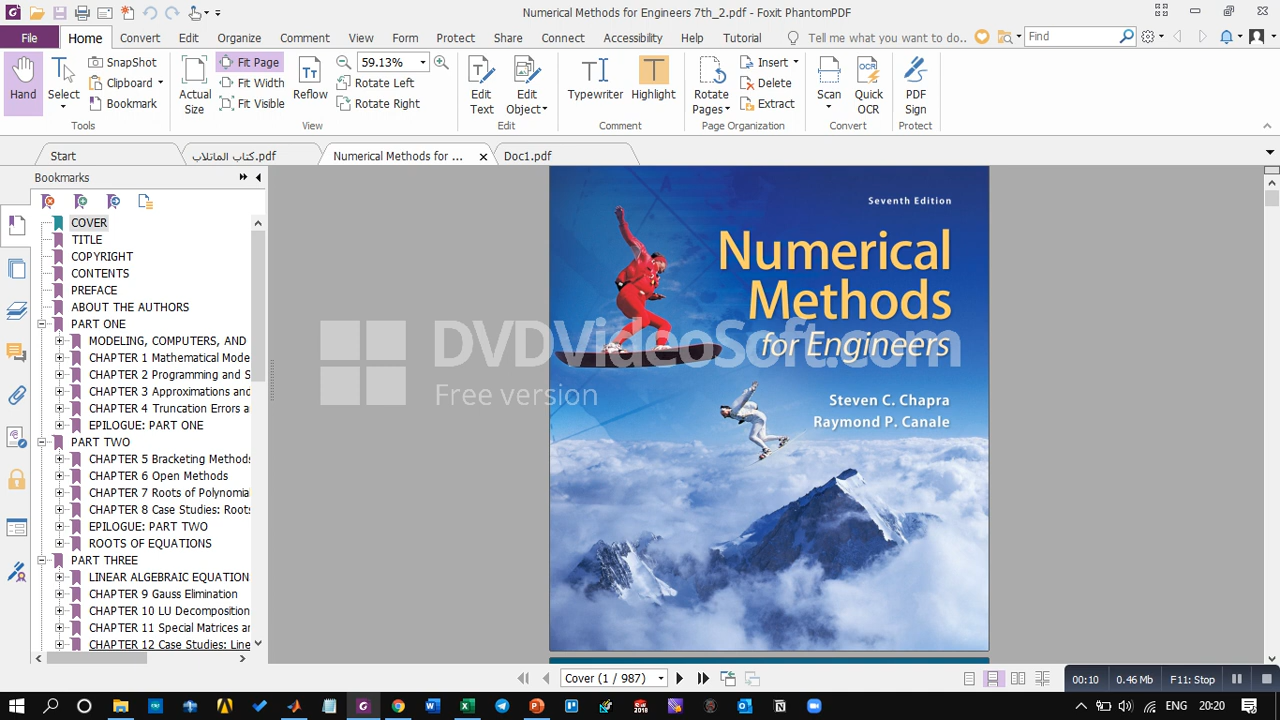 Numerical Methods for Engineers 7th_2.pdf - Foxit PhantomPDF
File Home Convert Edit Organize Comment View Form Protect Share Connect Accessibility Help Tutorial Tell me what you want to do.. Find
Hand
Select
SnapShot
Clipboard
Bookmark
Tools
Actual Size
Fit Page
Fit Width
Fit Visible
Reflow
59.13%
Rotate Left
Rotate Right
View
Edit Text
Edit Object
Edit
Typewriter
Highlight
Comment
Rotate Pages
Insert
Delete
Extract
Page Organization
Scan
Quick OCR
Convert
PDF Sign
Protect
Start
كتاب الماتلاب.pdf
Numerical Methods for ...
Doc1.pdf
Bookmarks
COVER
TITLE
COPYRIGHT
CONTENTS
PREFACE
ABOUT THE AUTHORS
PART ONE
MODELING, COMPUTERS, AND
CHAPTER 1 Mathematical Mode
CHAPTER 2 Programming and S
CHAPTER 3 Approximations and
CHAPTER 4 Truncation Errors a
EPILOGUE: PART ONE
PART TWO
CHAPTER 5 Bracketing Methods
CHAPTER 6 Open Methods
CHAPTER 7 Roots of Polynomia
CHAPTER 8 Case Studies: Roots
EPILOGUE: PART TWO
ROOTS OF EQUATIONS
PART THREE
LINEAR ALGEBRAIC EQUATION
CHAPTER 9 Gauss Elimination
CHAPTER 10 LU Decomposition
CHAPTER 11 Special Matrices an
CHAPTER 12 Case Studies: Line
Seventh Edition
Numerical
Methods
for Engineers
Steven C. Chapra
Raymond P. Canale
DVDVideoSoft.com
Free version
Cover (1 / 987)
00:10 0.46 Mb F11: Stop
ENG 20:20